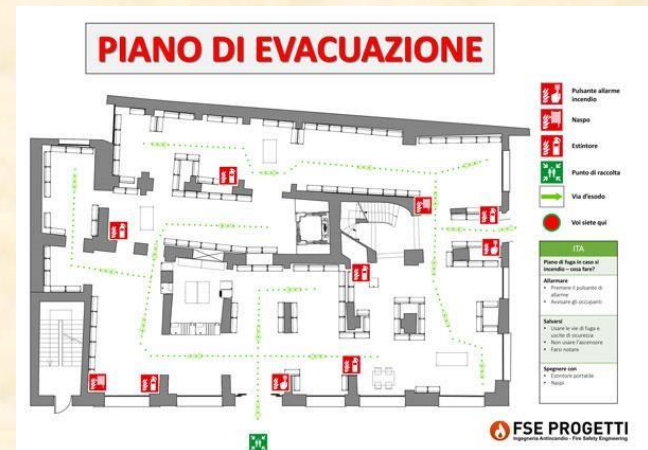 PIANO DI EVACUAZIONE
Pulsante allarme
incendio
Naspo
Estintore
Punto di raccolta
Via d'esodo
Voi siete qui
ITA
Piano di fuga in caso di
incendio – cosa fare?
Allarmare
• Premere il pulsante di
allarme
• Avvisare gli occupanti
Salvarsi
• Usare le vie di fuga e
uscite di sicurezza
• Non usare l'ascensore
• Farsi notare
Spegnere con
• Estintore portatile
• Naspi
FSE PROGETTI
Ingegneria Antincendio - Fire Safety Engineering